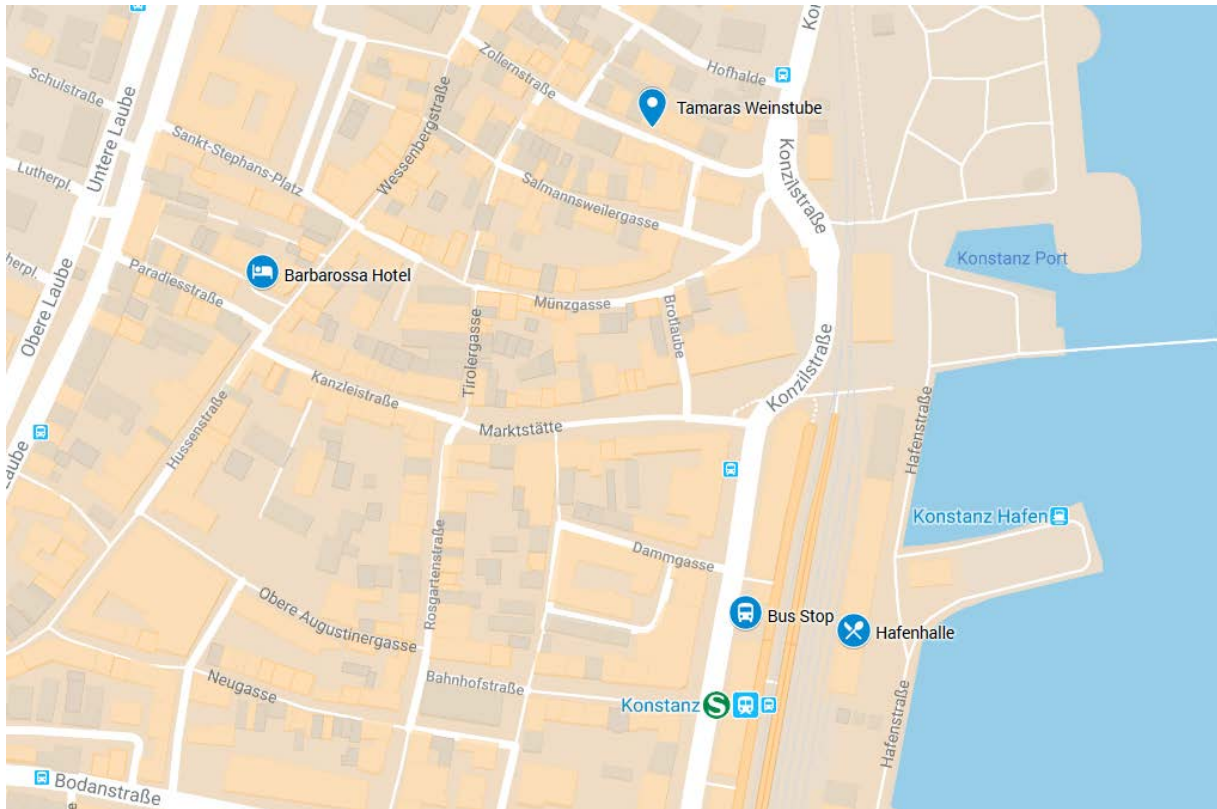 Schulstraße
Untere Laube
Zollernstraße
Hofhalde
Tamaras Weinstube
Sankt-Stephans-Platz
Wessenbergstraße
Konzilstraße
Lutherpl.
Salmannsweilergasse
herpl.
Paradiesstraße
Barbarossa Hotel
Konstanz Port
Obere Laube
Münzgasse
Brotlaube
Tirolergasse
Konzilstraße
Kanzleistraße
Marktstätte
Hussenstraße
Hafenstraße
Laube
Konstanz Hafen
Dammgasse
Rosgartenstraße
Obere Augustinergasse
Bus Stop
Hafenhalle
Neugasse
Bahnhofstraße
Konstanz S
Hafenstraße
Bodanstraße